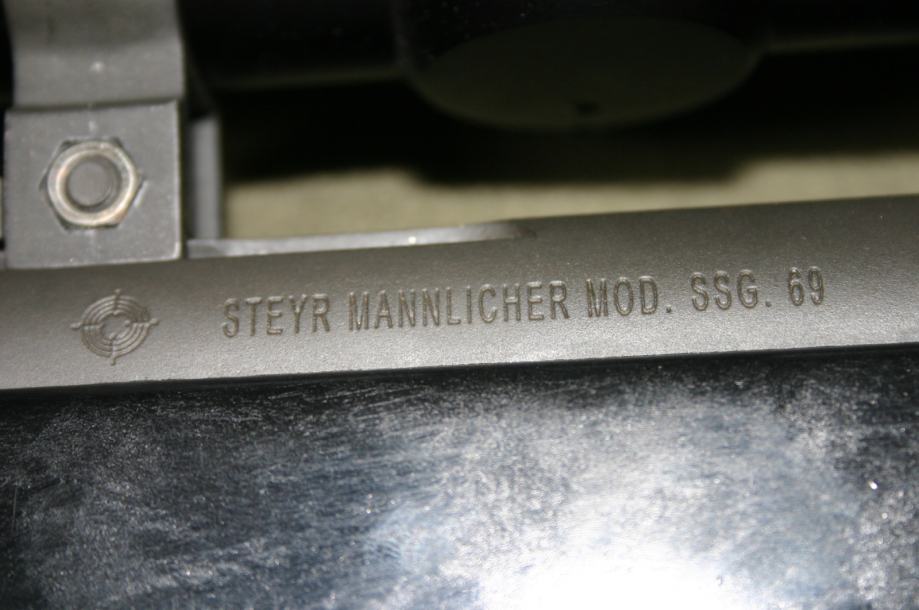 STEYR MANNLICHER MOD. SSG. 69